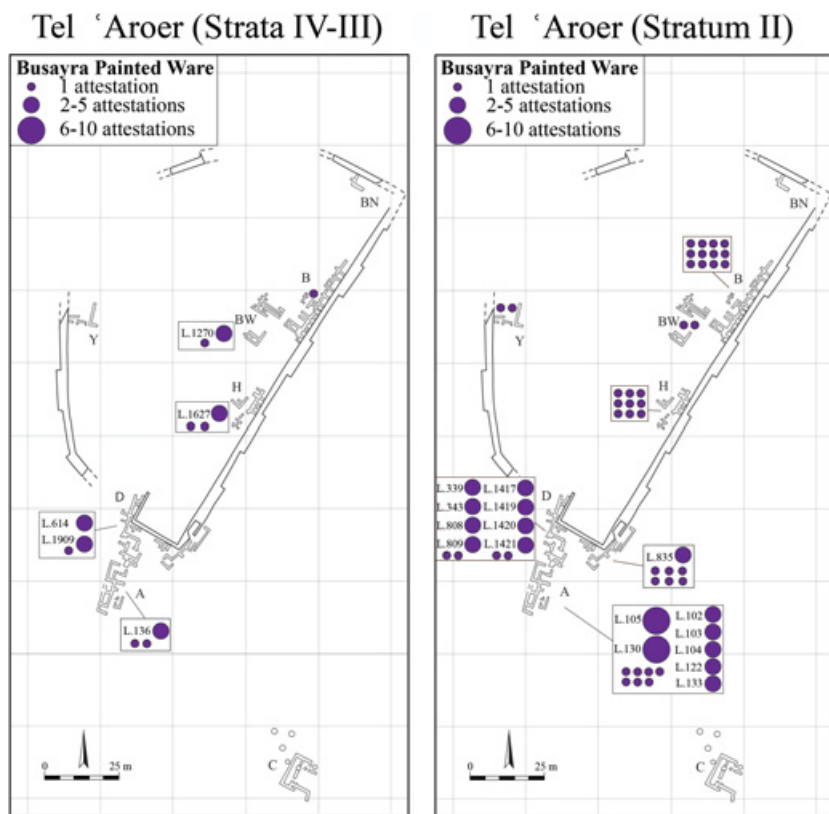 Tel ʿAroer (Strata IV-III)
Busayra Painted Ware
1 attestation
2-5 attestations
6-10 attestations
BN
B
BW
L.1270
Y
H
L.1627
D
L.614
L.1909
A
L.136
0 25 m
C
Tel ʿAroer (Stratum II)
Busayra Painted Ware
1 attestation
2-5 attestations
6-10 attestations
BN
B
BW
Y
H
L.339 L.1417
D
L.343 L.1419
L.808 L.1420
L.809 L.1421
L.835
A
L.105 L.102
L.103
L.130 L.104
L.122
L.133
0 25 m
C